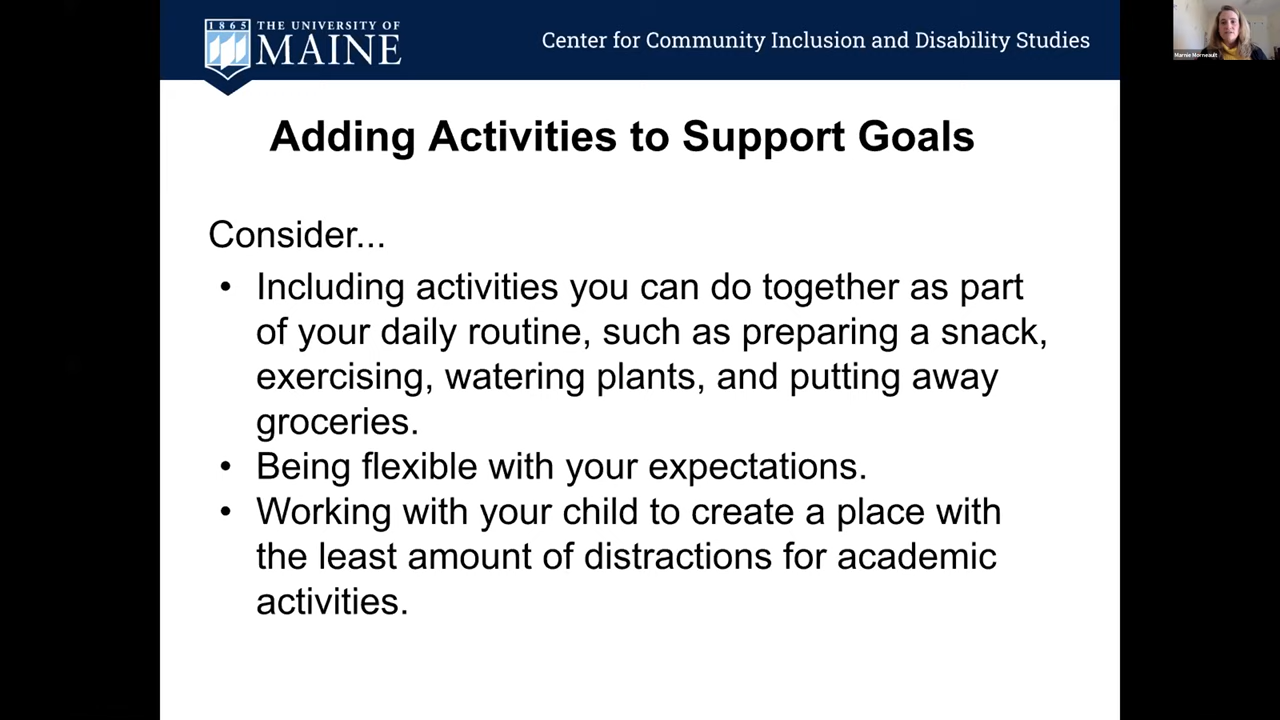 1865
THE UNIVERSITY OF
MAINE
Center for Community Inclusion and Disability Studies
Marnie Morneault
Adding Activities to Support Goals
Consider...
• Including activities you can do together as part
of your daily routine, such as preparing a snack,
exercising, watering plants, and putting away
groceries.
• Being flexible with your expectations.
• Working with your child to create a place with
the least amount of distractions for academic
activities.